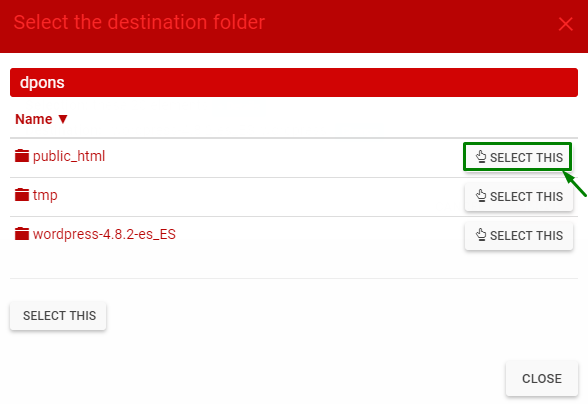 Select the destination folder
dpons
Name ▼
public_html SELECT THIS
tmp SELECT THIS
wordpress-4.8.2-es_ES SELECT THIS
SELECT THIS
CLOSE